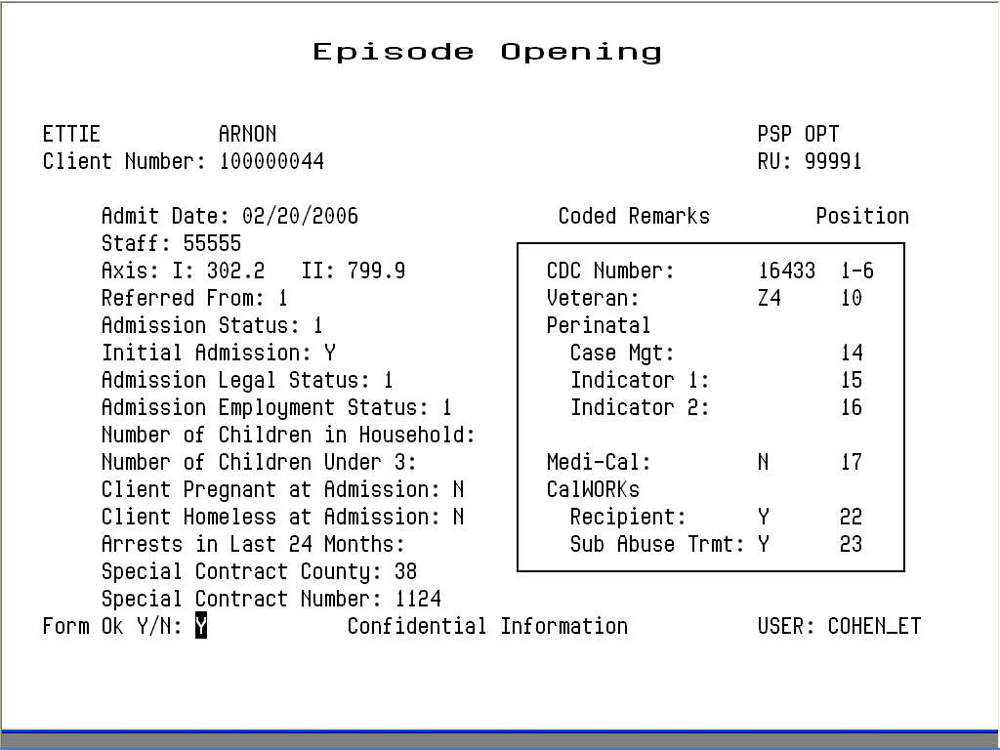 Episode Opening
ETTIE ARNON PSP OPT
Client Number: 100000044 RU: 99991
Admit Date: 02/20/2006 Coded Remarks Position
Staff: 55555
Axis: I: 302.2 II: 799.9 CDC Number: 16433 1-6
Referred From: 1 Veteran: Z4 10
Admission Status: 1 Perinatal
Initial Admission: Y Case Mgt: 14
Admission Legal Status: 1 Indicator 1: 15
Admission Employment Status: 1 Indicator 2: 16
Number of Children in Household:
Number of Children Under 3: Medi-Cal: N 17
Client Pregnant at Admission: N CalWORKs
Client Homeless at Admission: N Recipient: Y 22
Arrests in Last 24 Months: Sub Abuse Trmt: Y 23
Special Contract County: 38
Special Contract Number: 1124
Form Ok Y/N: Y Confidential Information USER: COHEN_ET